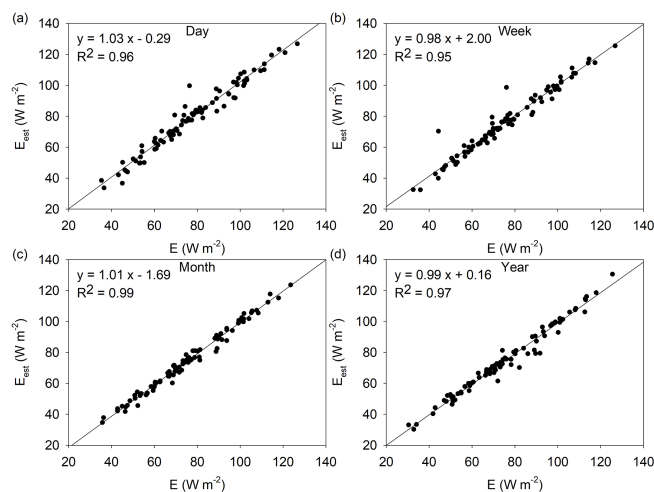 (a)
Day
y = 1.03 x - 0.29
R² = 0.96
140
120
100
80
60
40
20
E_est (W m⁻²)
20 40 60 80 100 120 140
E (W m⁻²)
(b)
Week
y = 0.98 x + 2.00
R² = 0.95
140
120
100
80
60
40
20
E_est (W m⁻²)
20 40 60 80 100 120 140
E (W m⁻²)
(c)
Month
y = 1.01 x - 1.69
R² = 0.99
140
120
100
80
60
40
20
E_est (W m⁻²)
20 40 60 80 100 120 140
E (W m⁻²)
(d)
Year
y = 0.99 x + 0.16
R² = 0.97
140
120
100
80
60
40
20
E_est (W m⁻²)
20 40 60 80 100 120 140
E (W m⁻²)